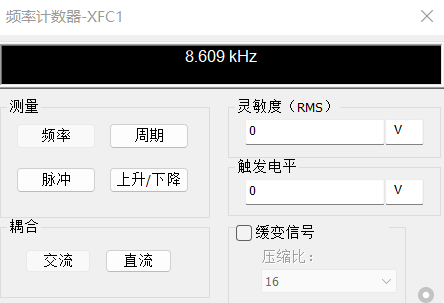 频率计数器-XFC1
8.609 kHz
测量
频率 周期
脉冲 上升/下降
耦合
交流 直流
灵敏度（RMS）
0 V
触发电平
0 V
缓变信号
压缩比：
16